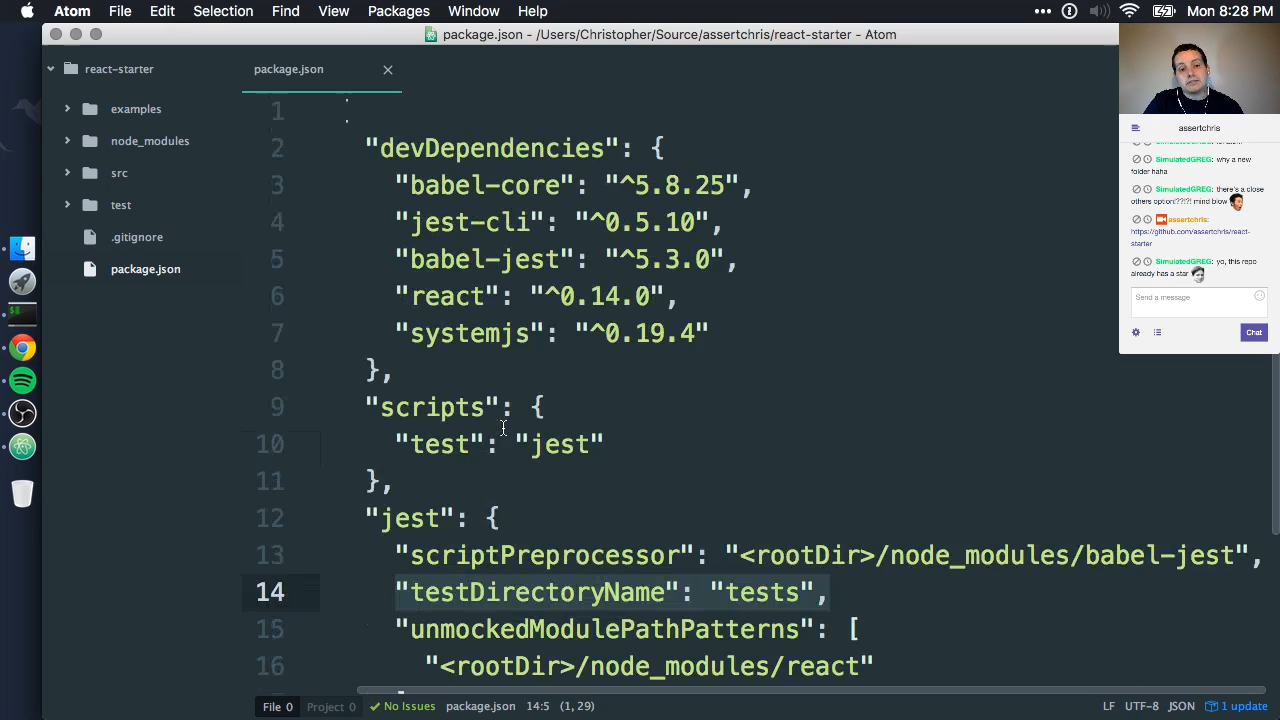 Atom File Edit Selection Find View Packages Window Help
Mon 8:28 PM
package.json - /Users/Christopher/Source/assertchris/react-starter - Atom
react-starter
examples
node_modules
src
test
.gitignore
package.json
package.json
1
2 "devDependencies": {
3 "babel-core": "^5.8.25",
4 "jest-cli": "^0.5.10",
5 "babel-jest": "^5.3.0",
6 "react": "^0.14.0",
7 "systemjs": "^0.19.4"
8 },
9 "scripts": {
10 "test": "jest"
11 },
12 "jest": {
13 "scriptPreprocessor": "<rootDir>/node_modules/babel-jest",
14 "testDirectoryName": "tests",
15 "unmockedModulePathPatterns": [
16 "<rootDir>/node_modules/react"
File 0 Project 0 No Issues 14:5 (1, 29)
LF UTF-8 JSON 1 update
assertchris
SimulatedGREG: why a new
folder haha
SimulatedGREG: there's a close
others option!??!?! mind blow
assertchris:
https://github.com/assertchris/react-
starter
SimulatedGREG: yo, this repo
already has a star
Send a message
Chat